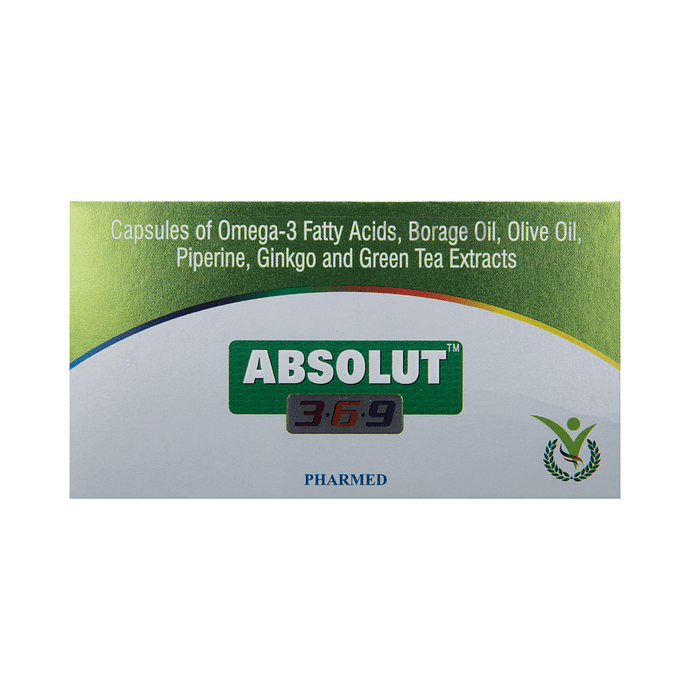 Capsules of Omega-3 Fatty Acids, Borage Oil, Olive Oil,
Piperine, Ginkgo and Green Tea Extracts
ABSOLUT™
3·6·9
PHARMED